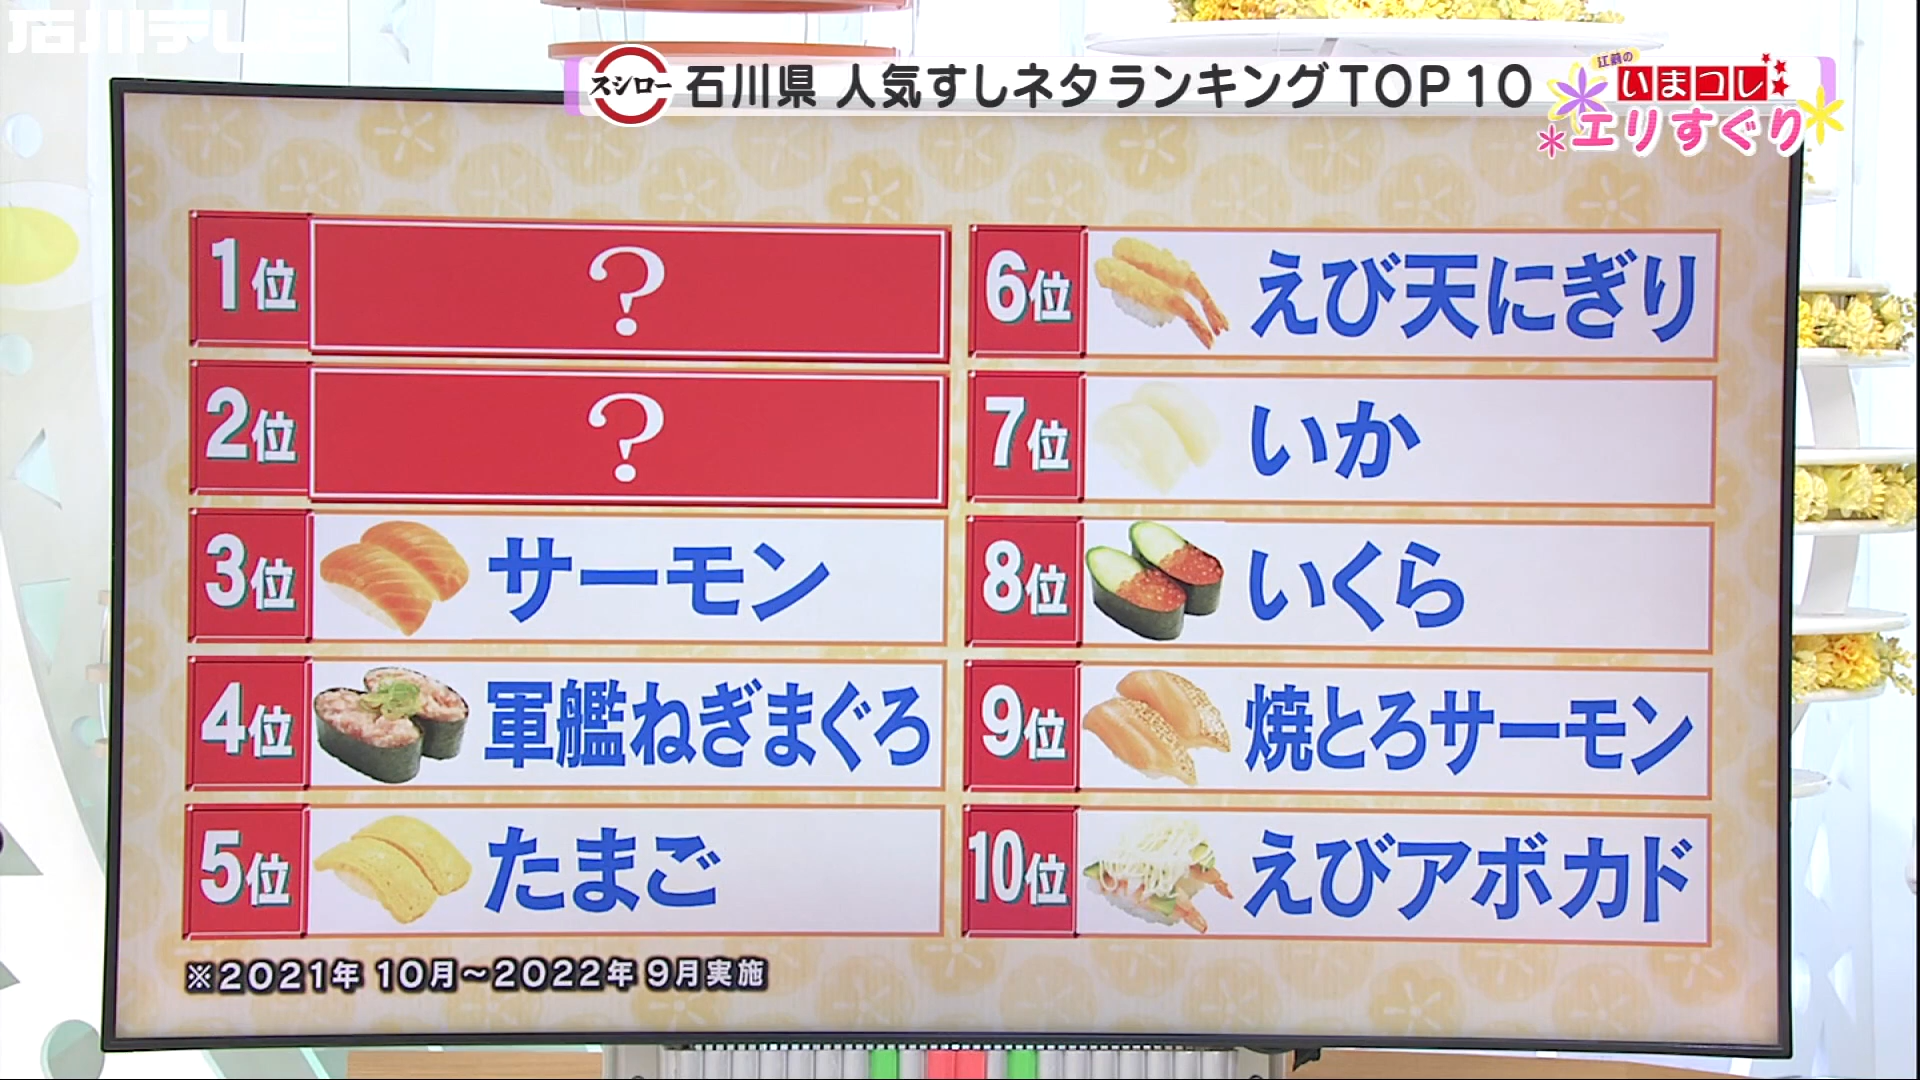 石川テレビ
スシロー 石川県 人気すしネタランキングTOP10
江莉の
いまコレ
エリすぐり
1位 ?
2位 ?
3位 サーモン
4位 軍艦ねぎまぐろ
5位 たまご
6位 えび天にぎり
7位 いか
8位 いくら
9位 焼とろサーモン
10位 えびアボカド
※2021年10月～2022年9月実施